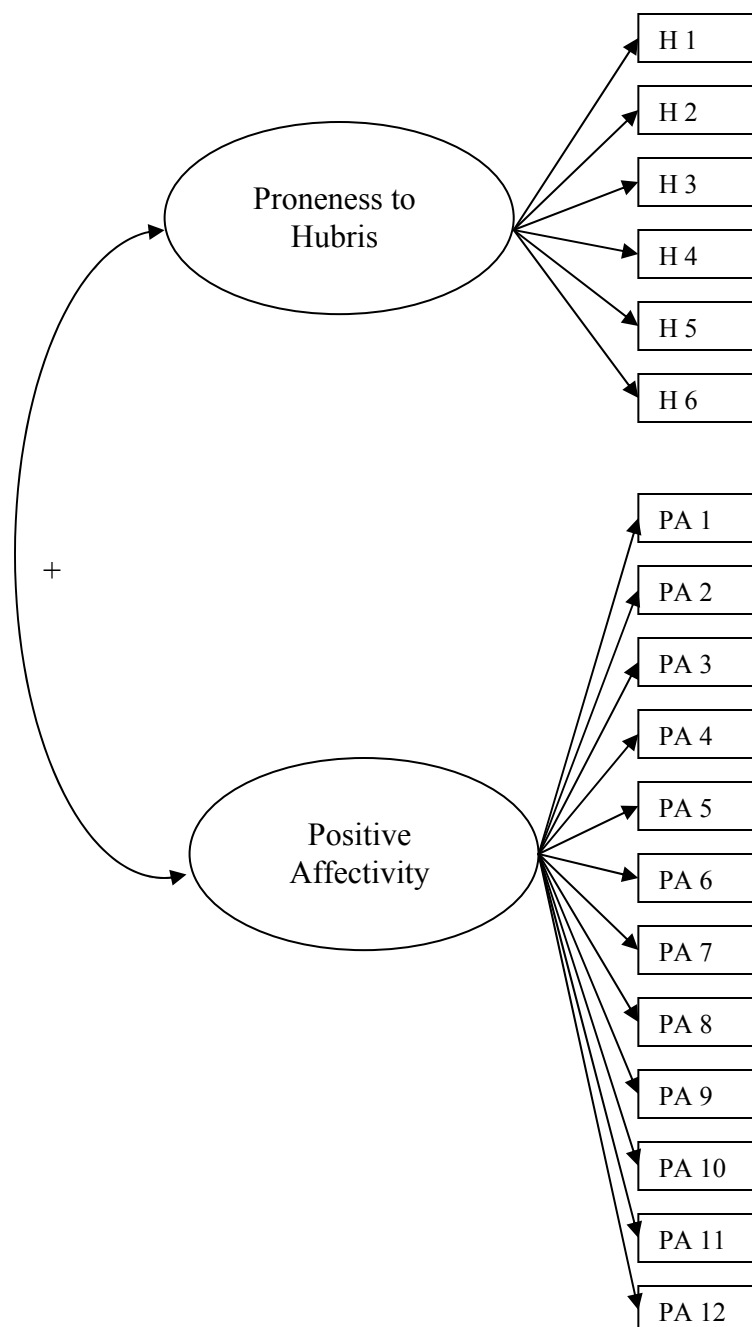 H 1
H 2
Proneness to
Hubris
H 3
H 4
H 5
H 6
PA 1
+
PA 2
PA 3
PA 4
PA 5
Positive
Affectivity
PA 6
PA 7
PA 8
PA 9
PA 10
PA 11
PA 12